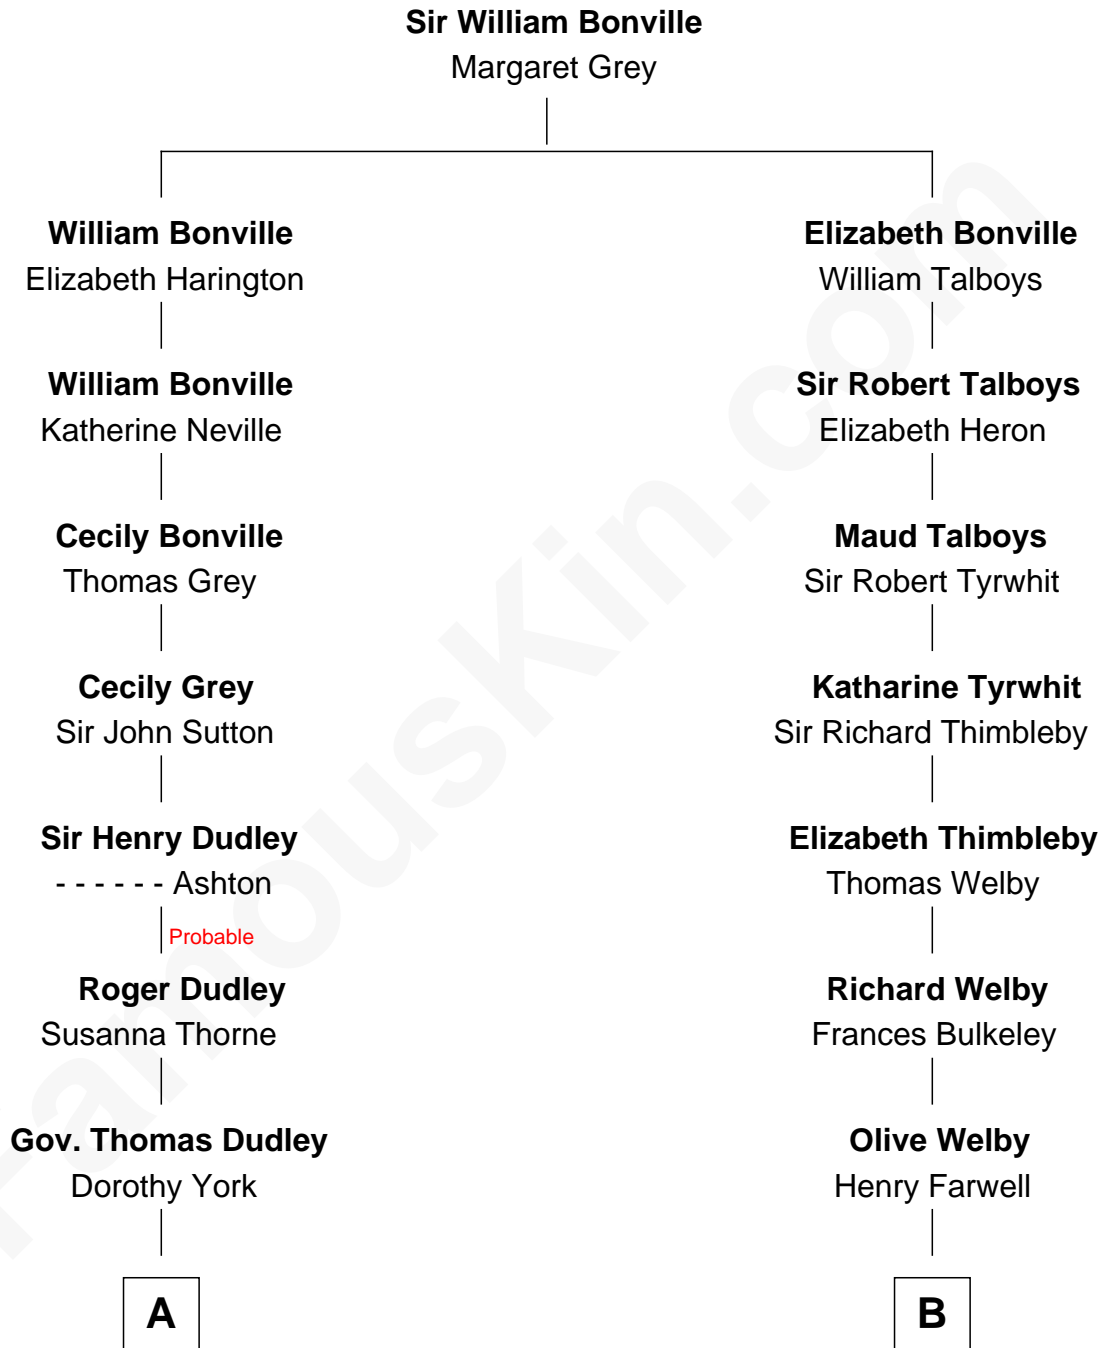 Sir William Bonville
Margaret Grey
William Bonville
Elizabeth Harington
William Bonville
Katherine Neville
Cecily Bonville
Thomas Grey
Cecily Grey
Sir John Sutton
Sir Henry Dudley
- - - - - - Ashton
Probable
Roger Dudley
Susanna Thorne
Gov. Thomas Dudley
Dorothy York
A
Elizabeth Bonville
William Talboys
Sir Robert Talboys
Elizabeth Heron
Maud Talboys
Sir Robert Tyrwhit
Katharine Tyrwhit
Sir Richard Thimbleby
Elizabeth Thimbleby
Thomas Welby
Richard Welby
Frances Bulkeley
Olive Welby
Henry Farwell
B
FamousKin.com